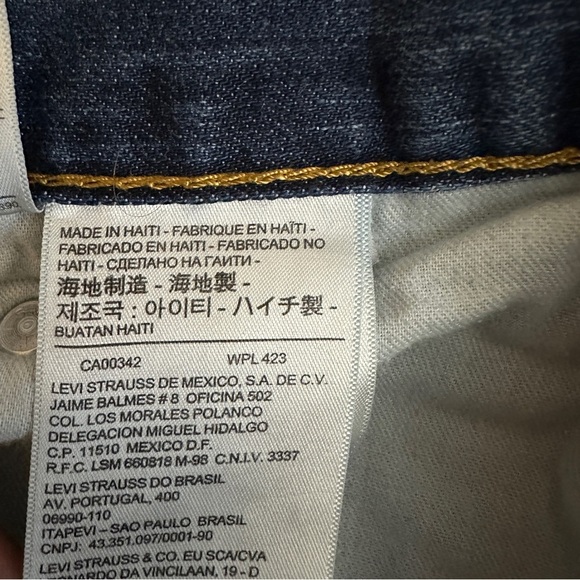 MADE IN HAITI - FABRIQUE EN HAÏTI -
FABRICADO EN HAITI - FABRICADO NO
HAITI - СДЕЛАНО НА ГАИТИ -
海地制造 - 海地製 -
제조국 : 아이티 - ハイチ製 -
BUATAN HAITI
CA00342 WPL 423
LEVI STRAUSS DE MEXICO, S.A. DE C.V.
JAIME BALMES # 8 OFICINA 502
COL. LOS MORALES POLANCO
DELEGACION MIGUEL HIDALGO
C.P. 11510 MEXICO D.F.
R.F.C. LSM 660818 M-98 C.N.I.V. 3337
LEVI STRAUSS DO BRASIL
AV. PORTUGAL, 400
06990-110
ITAPEVI – SAO PAULO BRASIL
CNPJ: 43.351.097/0001-90
LEVI STRAUSS & CO. EU SCA/CVA
DA VINCILAAN, 19 - D